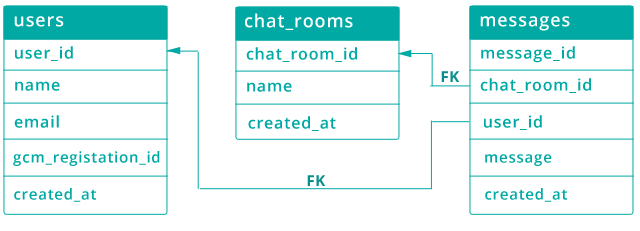 users
user_id
name
email
gcm_registation_id
created_at
chat_rooms
chat_room_id
name
created_at
messages
message_id
chat_room_id
user_id
message
created_at
FK
FK